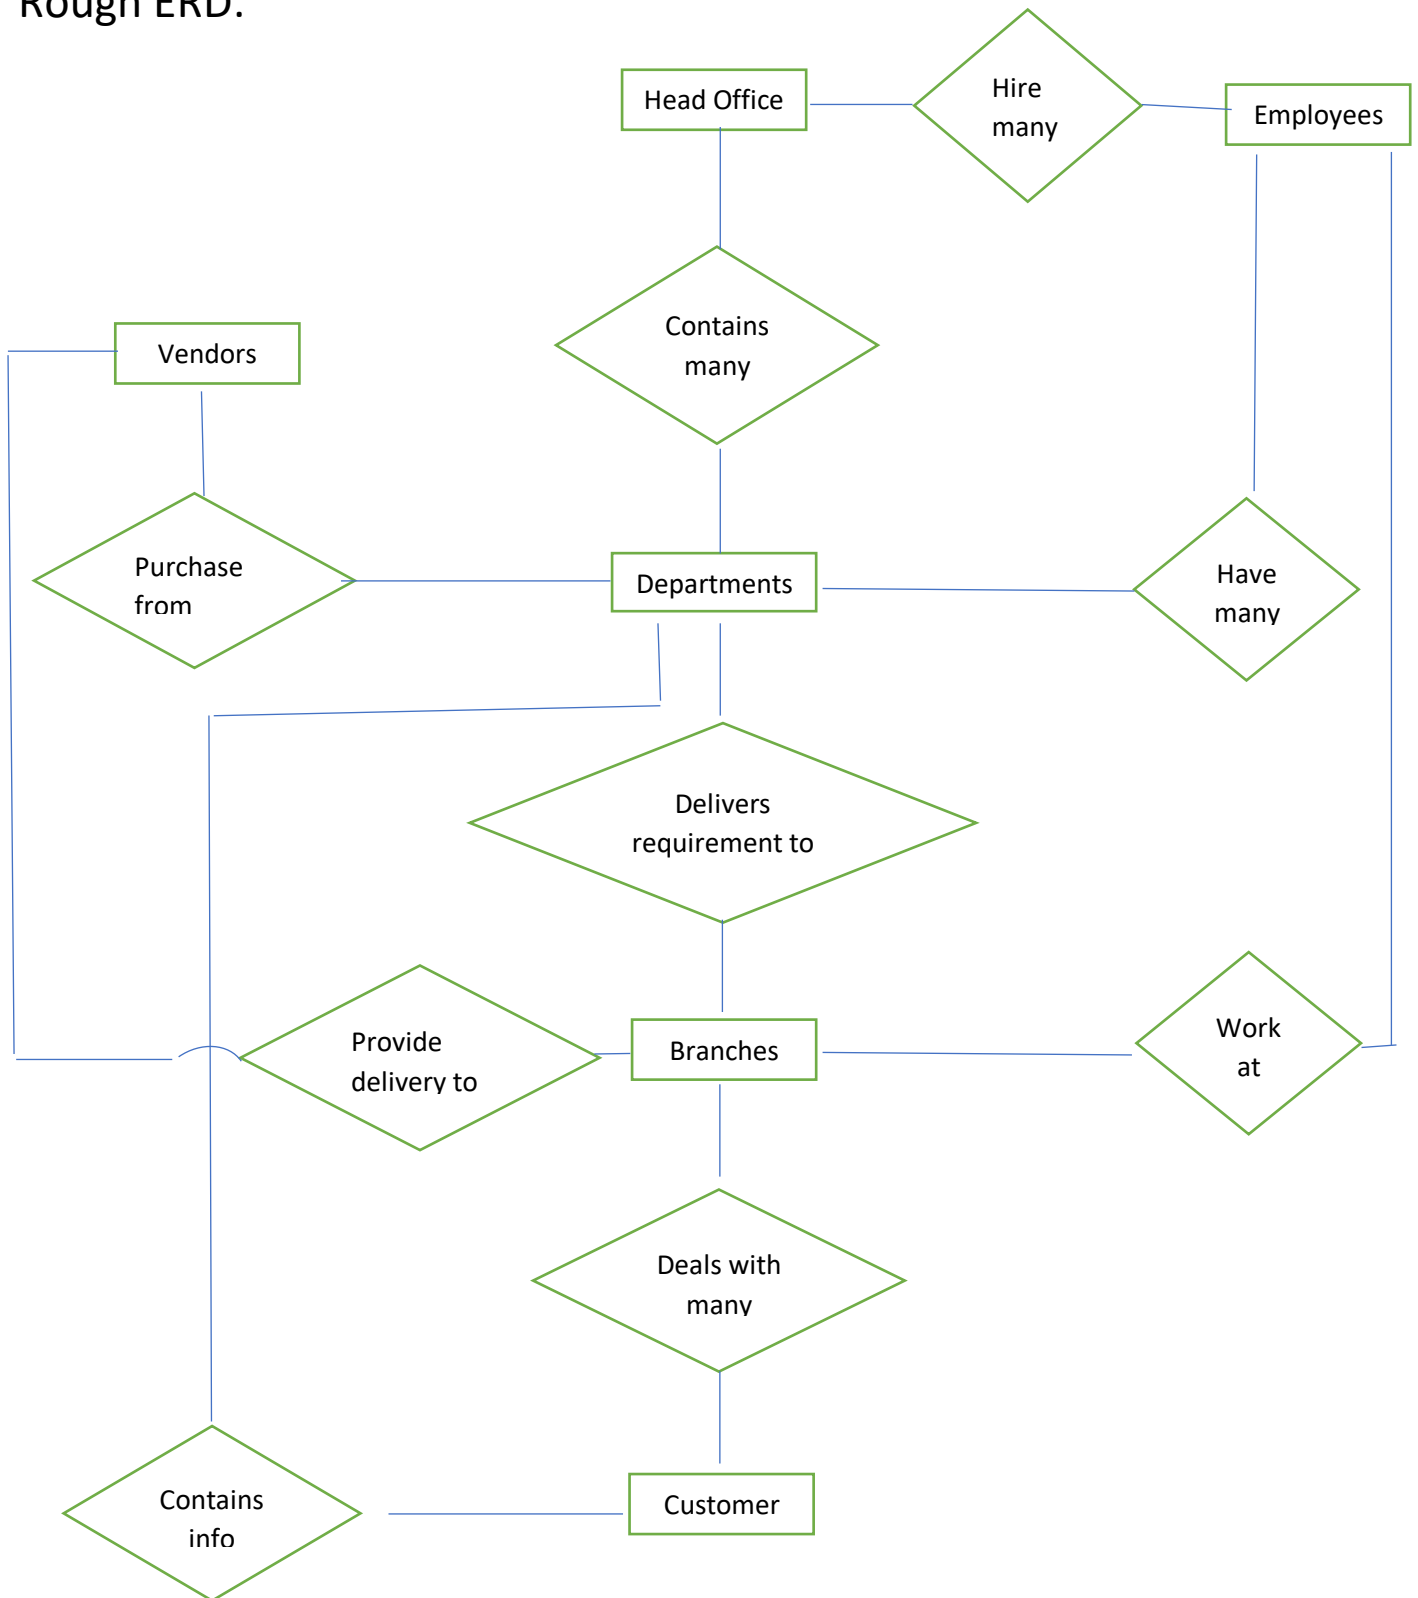 Rough ERD:
Head Office
Hire
many
Employees
Contains
many
Vendors
Purchase
from
Departments
Have
many
Delivers
requirement to
Provide
delivery to
Branches
Work
at
Deals with
many
Contains
info
Customer